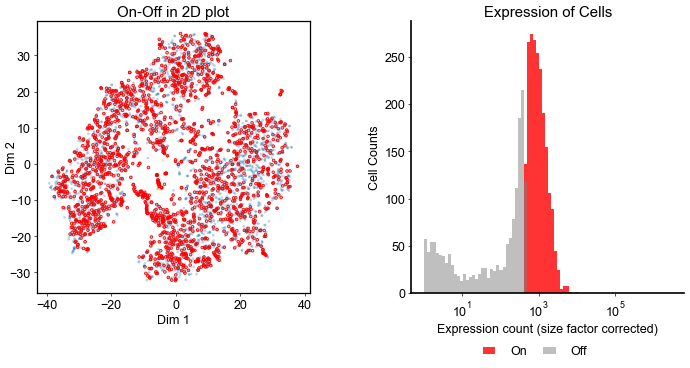 On-Off in 2D plot
Dim 2
30
20
10
0
−10
−20
−30
−40
−20
0
20
40
Dim 1
Expression of Cells
Cell Counts
250
200
150
100
50
0
10^1
10^3
10^5
Expression count (size factor corrected)
On
Off